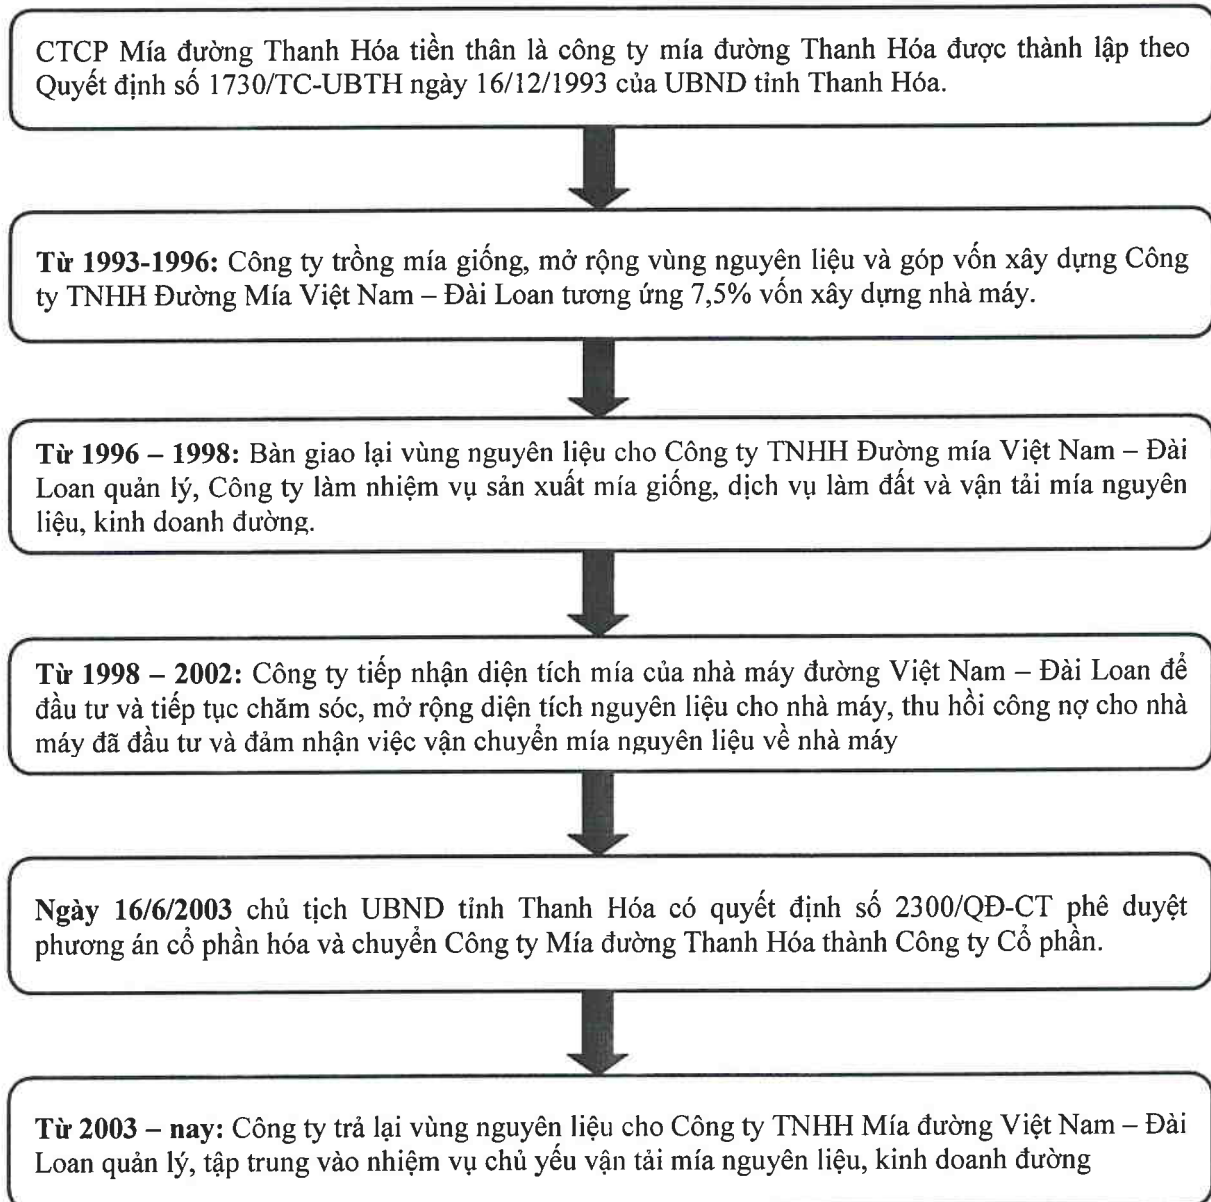 CTCP Mía đường Thanh Hóa tiền thân là công ty mía đường Thanh Hóa được thành lập theo
Quyết định số 1730/TC-UBTH ngày 16/12/1993 của UBND tỉnh Thanh Hóa.
Từ 1993-1996: Công ty trồng mía giống, mở rộng vùng nguyên liệu và góp vốn xây dựng Công
ty TNHH Đường Mía Việt Nam – Đài Loan tương ứng 7,5% vốn xây dựng nhà máy.
Từ 1996 – 1998: Bàn giao lại vùng nguyên liệu cho Công ty TNHH Đường mía Việt Nam – Đài
Loan quản lý, Công ty làm nhiệm vụ sản xuất mía giống, dịch vụ làm đất và vận tải mía nguyên
liệu, kinh doanh đường.
Từ 1998 – 2002: Công ty tiếp nhận diện tích mía của nhà máy đường Việt Nam – Đài Loan để
đầu tư và tiếp tục chăm sóc, mở rộng diện tích nguyên liệu cho nhà máy, thu hồi công nợ cho nhà
máy đã đầu tư và đảm nhận việc vận chuyển mía nguyên liệu về nhà máy
Ngày 16/6/2003 chủ tịch UBND tỉnh Thanh Hóa có quyết định số 2300/QĐ-CT phê duyệt
phương án cổ phần hóa và chuyển Công ty Mía đường Thanh Hóa thành Công ty Cổ phần.
Từ 2003 – nay: Công ty trả lại vùng nguyên liệu cho Công ty TNHH Mía đường Việt Nam – Đài
Loan quản lý, tập trung vào nhiệm vụ chủ yếu vận tải mía nguyên liệu, kinh doanh đường